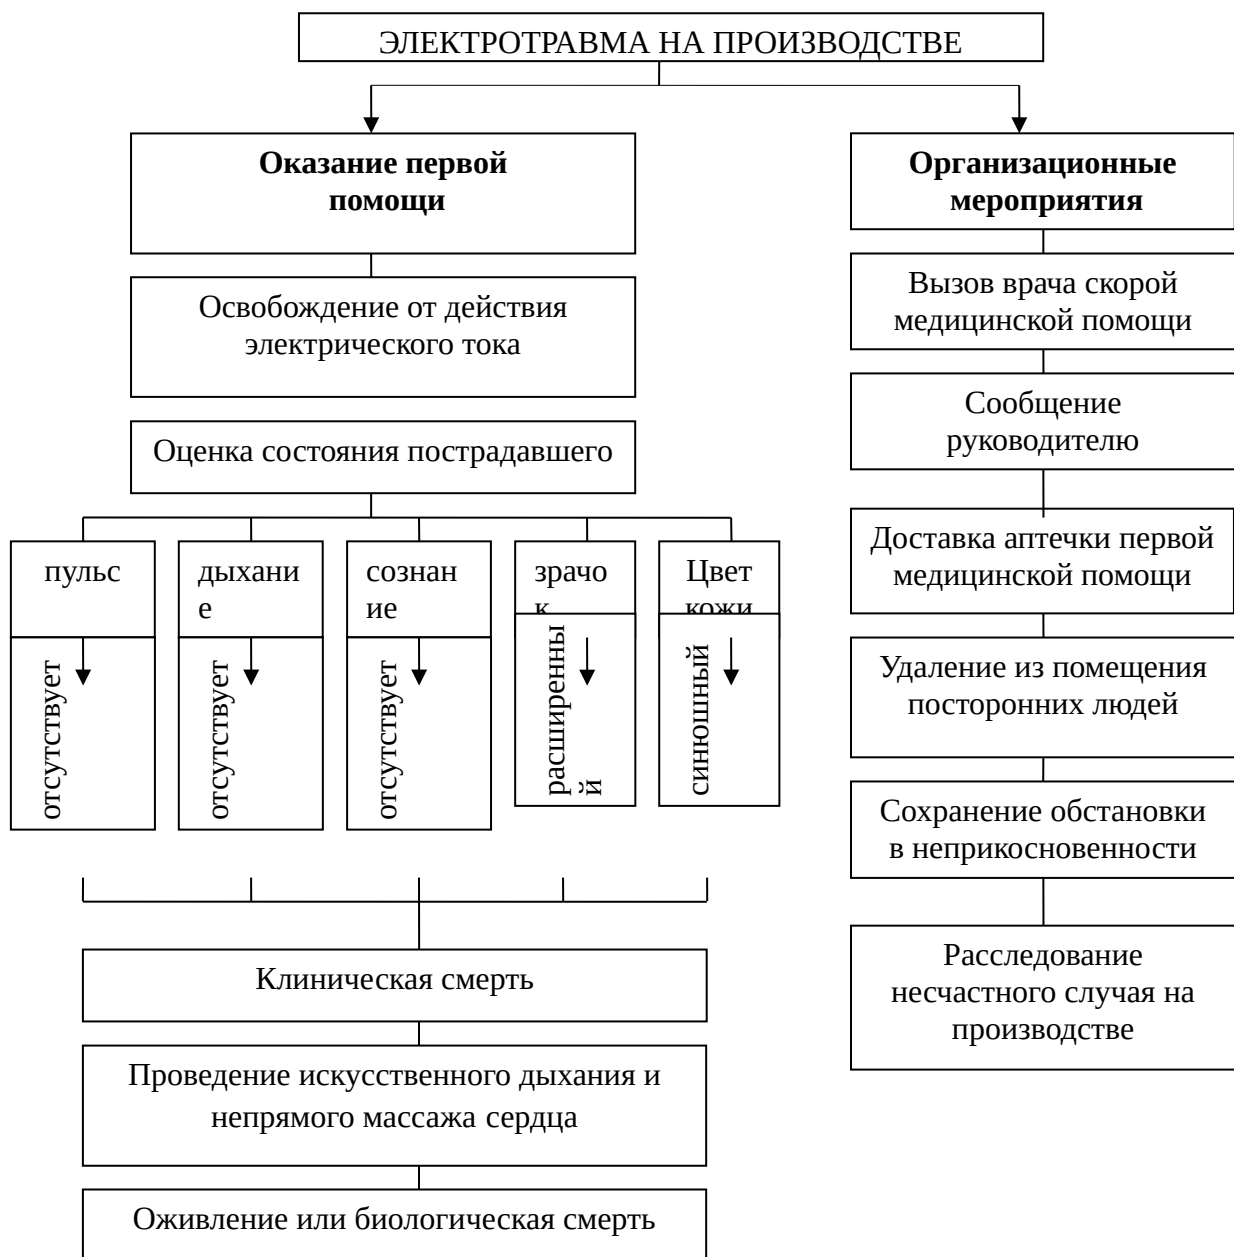 ЭЛЕКТРОТРАВМА НА ПРОИЗВОДСТВЕ
Оказание первой
помощи
Освобождение от действия
электрического тока
Оценка состояния пострадавшего
пульс
отсутствует
дыхани
е
отсутствует
сознан
ие
отсутствует
зрачо
к
расширенны
й
Цвет
кожи
синюшный
Клиническая смерть
Проведение искусственного дыхания и
непрямого массажа сердца
Оживление или биологическая смерть
Организационные
мероприятия
Вызов врача скорой
медицинской помощи
Сообщение
руководителю
Доставка аптечки первой
медицинской помощи
Удаление из помещения
посторонних людей
Сохранение обстановки
в неприкосновенности
Расследование
несчастного случая на
производстве